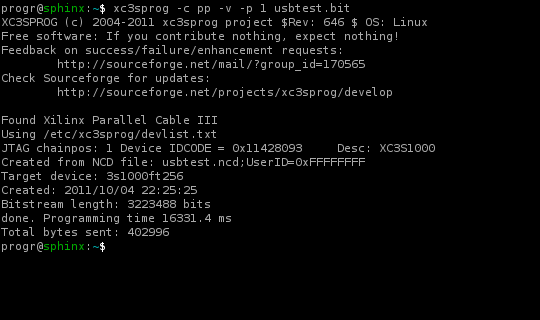 progr@sphinx:~$ xc3sprog -c pp -v -p 1 usbtest.bit
XC3SPROG (c) 2004-2011 xc3sprog project $Rev: 646 $ OS: Linux
Free software: If you contribute nothing, expect nothing!
Feedback on success/failure/enhancement requests:
        http://sourceforge.net/mail/?group_id=170565
Check Sourceforge for updates:
        http://sourceforge.net/projects/xc3sprog/develop

Found Xilinx Parallel Cable III
Using /etc/xc3sprog/devlist.txt
JTAG chainpos: 1 Device IDCODE = 0x11428093     Desc: XC3S1000
Created from NCD file: usbtest.ncd;UserID=0xFFFFFFFF
Target device: 3s1000ft256
Created: 2011/10/04 22:25:25
Bitstream length: 3223488 bits
done. Programming time 16331.4 ms
Total bytes sent: 402996
progr@sphinx:~$